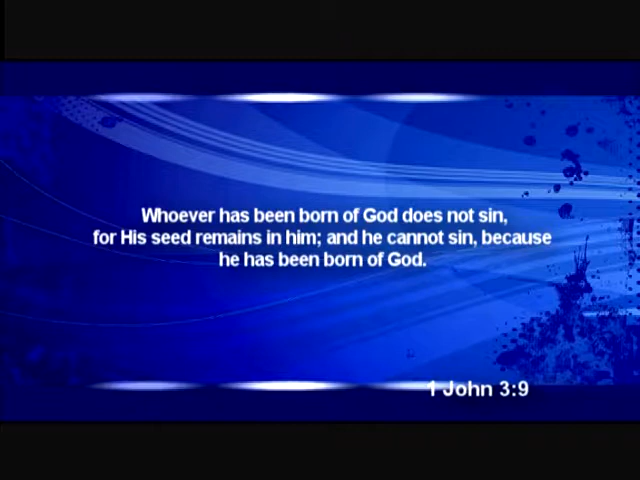 Whoever has been born of God does not sin,
for His seed remains in him; and he cannot sin, because
he has been born of God.
1 John 3:9